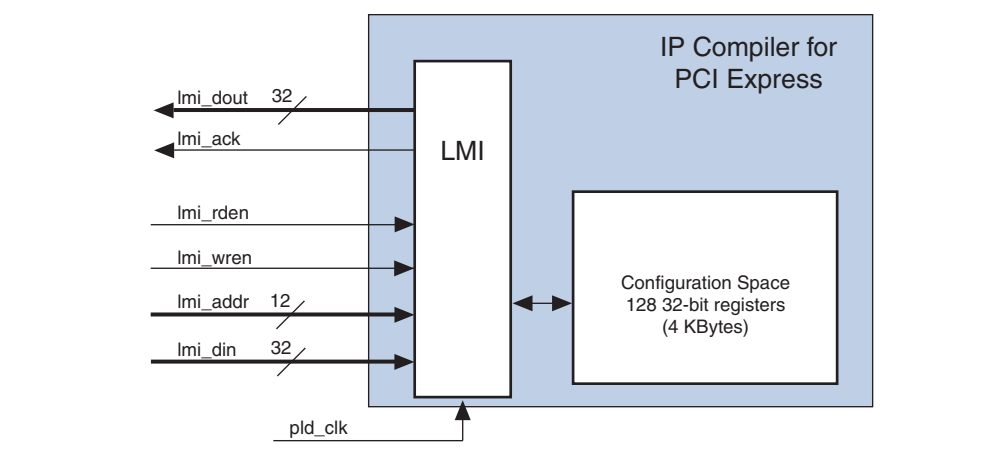 IP Compiler for
PCI Express
lmi_dout 32
lmi_ack
LMI
lmi_rden
lmi_wren
lmi_addr 12
lmi_din 32
Configuration Space
128 32-bit registers
(4 KBytes)
pld_clk